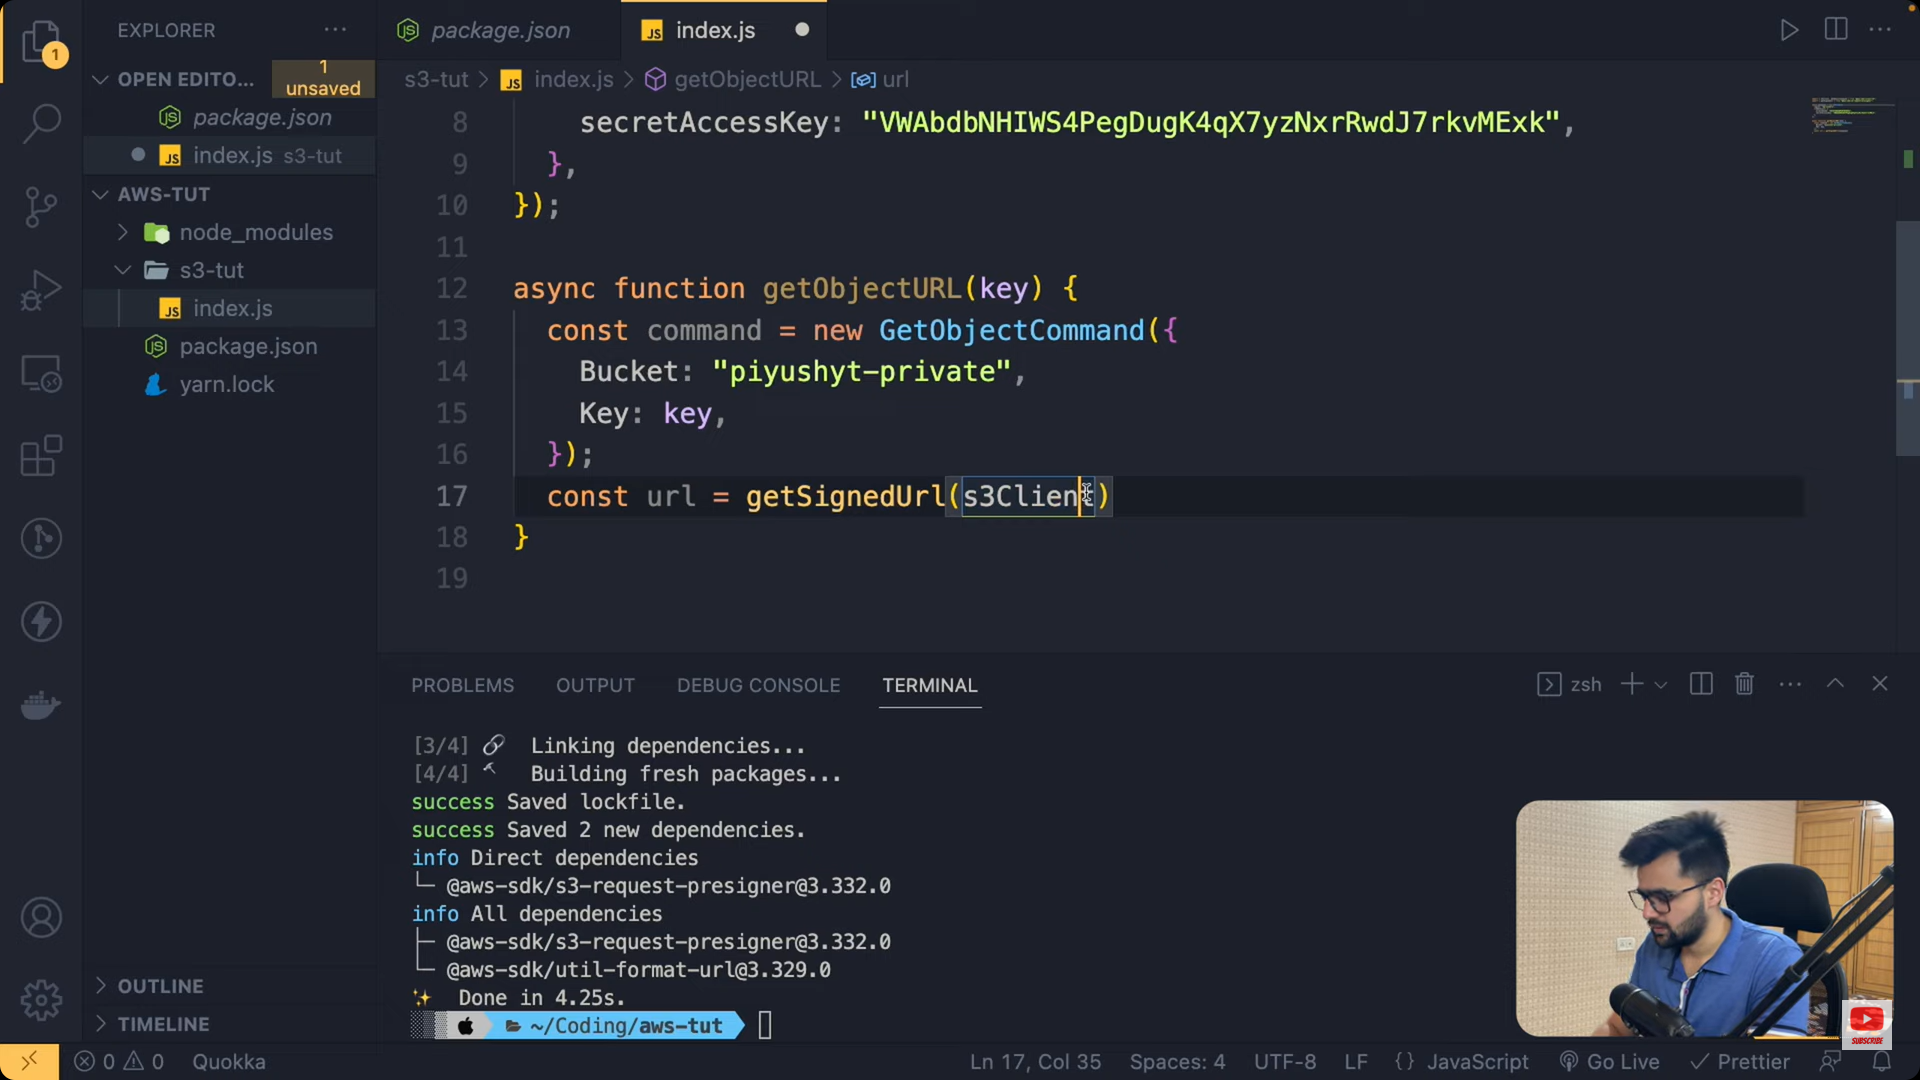 EXPLORER
package.json
index.js
1
OPEN EDITO...
1 unsaved
s3-tut > index.js > getObjectURL > url
package.json
index.js s3-tut
AWS-TUT
node_modules
s3-tut
index.js
package.json
yarn.lock
OUTLINE
TIMELINE
8 secretAccessKey: "VWAbdbNHIWS4PegDugK4qX7yzNxrRwdJ7rkvMExk",
9 },
10 });
11
12 async function getObjectURL(key) {
13 const command = new GetObjectCommand({
14 Bucket: "piyushyt-private",
15 Key: key,
16 });
17 const url = getSignedUrl(s3Client)
18 }
19
PROBLEMS OUTPUT DEBUG CONSOLE TERMINAL
zsh
[3/4] Linking dependencies...
[4/4] Building fresh packages...
success Saved lockfile.
success Saved 2 new dependencies.
info Direct dependencies
└─ @aws-sdk/s3-request-presigner@3.332.0
info All dependencies
├─ @aws-sdk/s3-request-presigner@3.332.0
└─ @aws-sdk/util-format-url@3.329.0
Done in 4.25s.
~/Coding/aws-tut
SUBSCRIBE
0 0 Quokka
Ln 17, Col 35 Spaces: 4 UTF-8 LF {} JavaScript Go Live Prettier